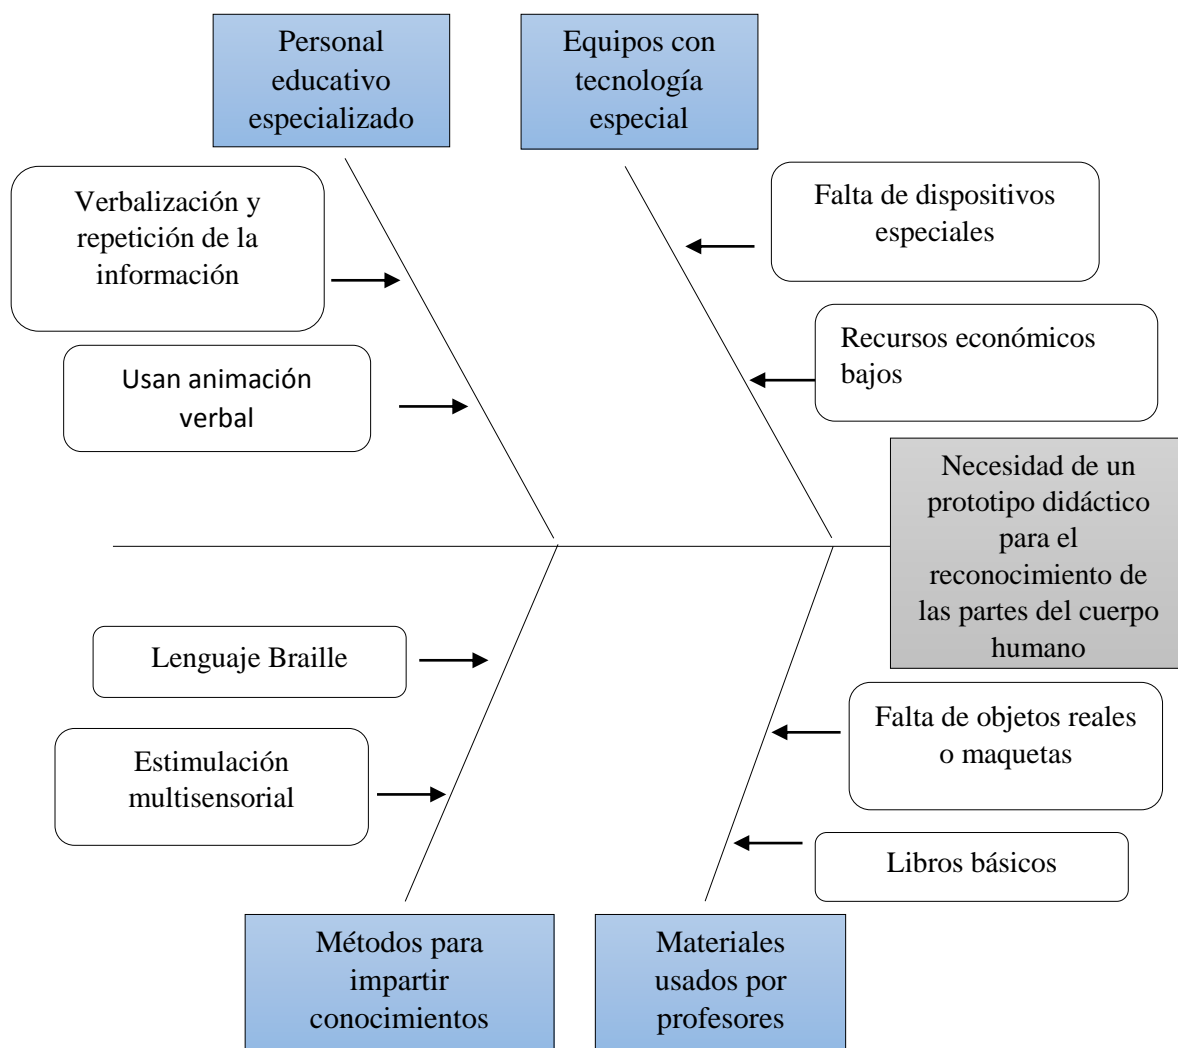 Personal
educativo
especializado
Equipos con
tecnología
especial
Verbalización y
repetición de la
información
Falta de dispositivos
especiales
Usan animación
verbal
Recursos económicos
bajos
Necesidad de un
prototipo didáctico
para el
reconocimiento de
las partes del cuerpo
humano
Lenguaje Braille
Estimulación
multisensorial
Falta de objetos reales
o maquetas
Libros básicos
Métodos para
impartir
conocimientos
Materiales
usados por
profesores